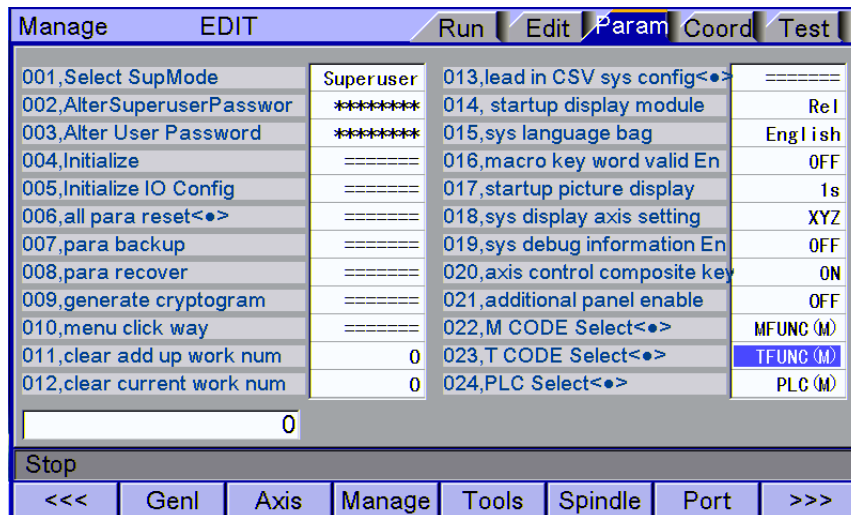 Manage EDIT Run Edit Param Coord Test
001,Select SupMode Superuser
002,AlterSuperuserPasswor ********
003,Alter User Password ********
004,Initialize =======
005,Initialize IO Config =======
006,all para reset<●> =======
007,para backup =======
008,para recover =======
009,generate cryptogram =======
010,menu click way =======
011,clear add up work num 0
012,clear current work num 0
013,lead in CSV sys config<●> =======
014, startup display module Rel
015,sys language bag English
016,macro key word valid En OFF
017,startup picture display 1s
018,sys display axis setting XYZ
019,sys debug information En OFF
020,axis control composite key ON
021,additional panel enable OFF
022,M CODE Select<●> MFUNC(M)
023,T CODE Select<●> TFUNC(M)
024,PLC Select<●> PLC(M)
0
Stop
<<< Genl Axis Manage Tools Spindle Port >>>